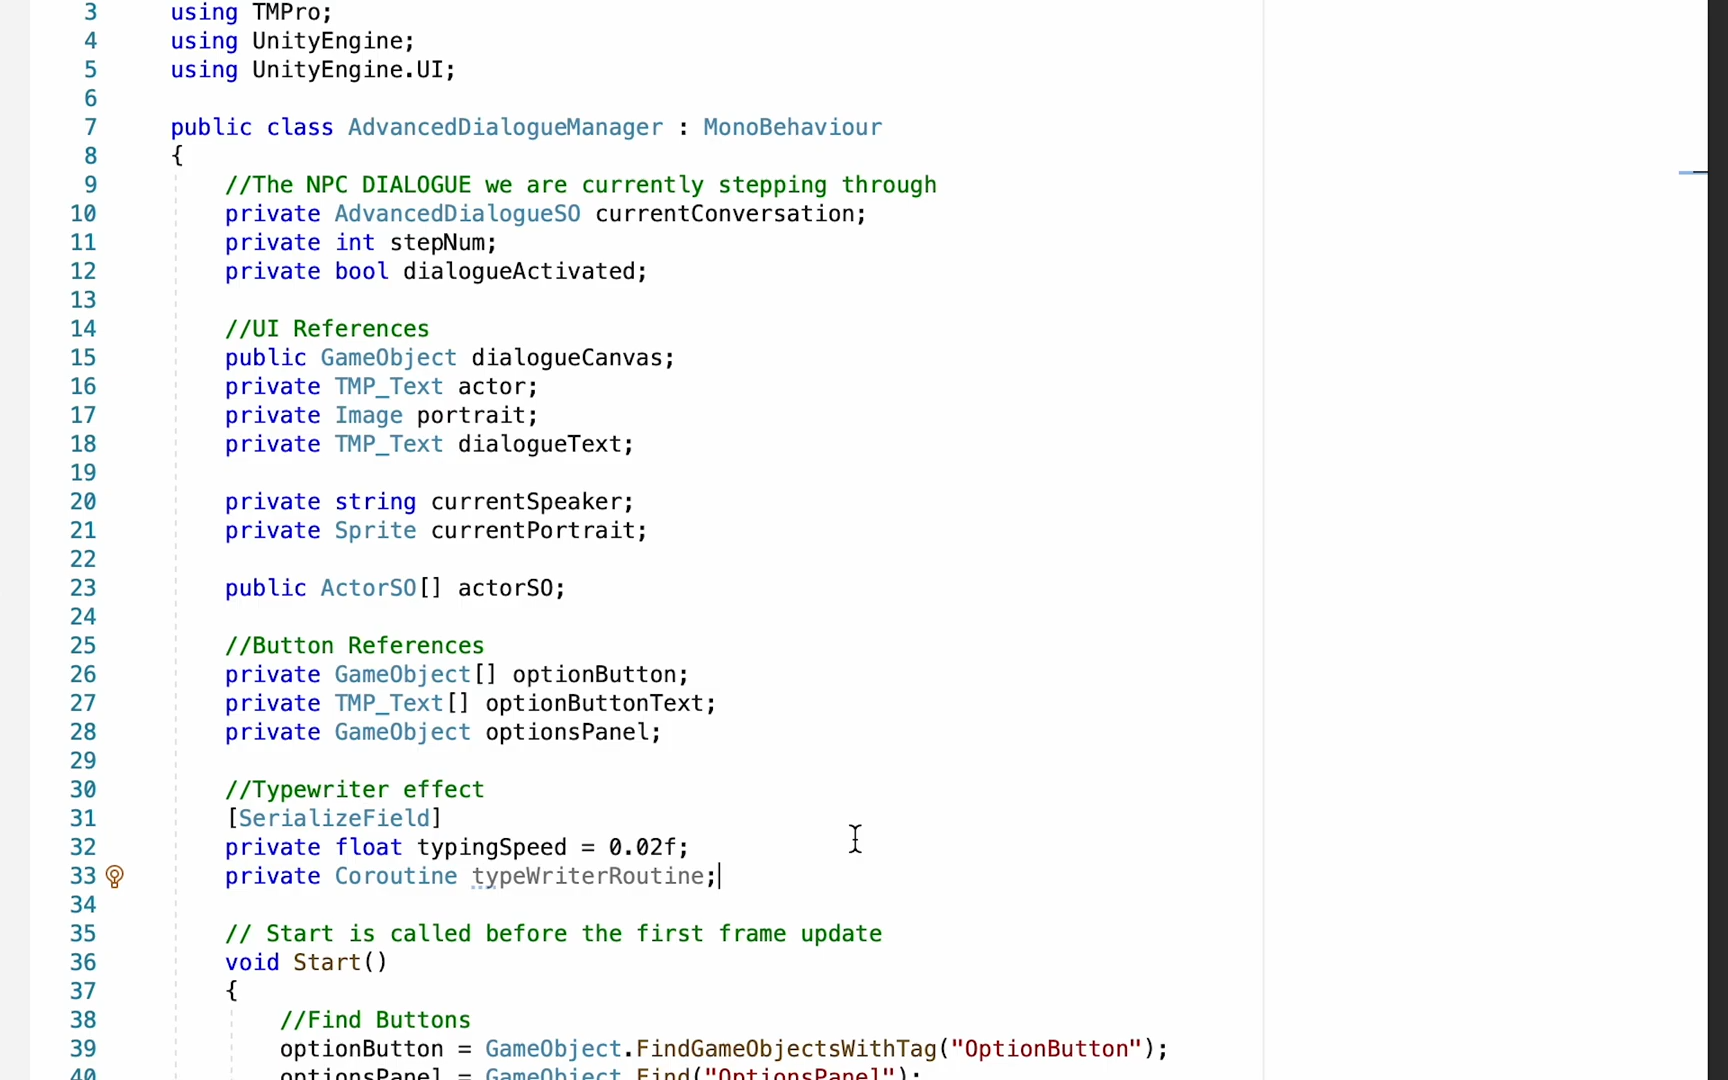 3 using TMPro;
4 using UnityEngine;
5 using UnityEngine.UI;
6
7 public class AdvancedDialogueManager : MonoBehaviour
8 {
9 //The NPC DIALOGUE we are currently stepping through
10 private AdvancedDialogueSO currentConversation;
11 private int stepNum;
12 private bool dialogueActivated;
13
14 //UI References
15 public GameObject dialogueCanvas;
16 private TMP_Text actor;
17 private Image portrait;
18 private TMP_Text dialogueText;
19
20 private string currentSpeaker;
21 private Sprite currentPortrait;
22
23 public ActorSO[] actorSO;
24
25 //Button References
26 private GameObject[] optionButton;
27 private TMP_Text[] optionButtonText;
28 private GameObject optionsPanel;
29
30 //Typewriter effect
31 [SerializeField]
32 private float typingSpeed = 0.02f;
33 private Coroutine typeWriterRoutine;
34
35 // Start is called before the first frame update
36 void Start()
37 {
38 //Find Buttons
39 optionButton = GameObject.FindGameObjectsWithTag("OptionButton");
40 optionsPanel = GameObject.Find("OptionsPanel");